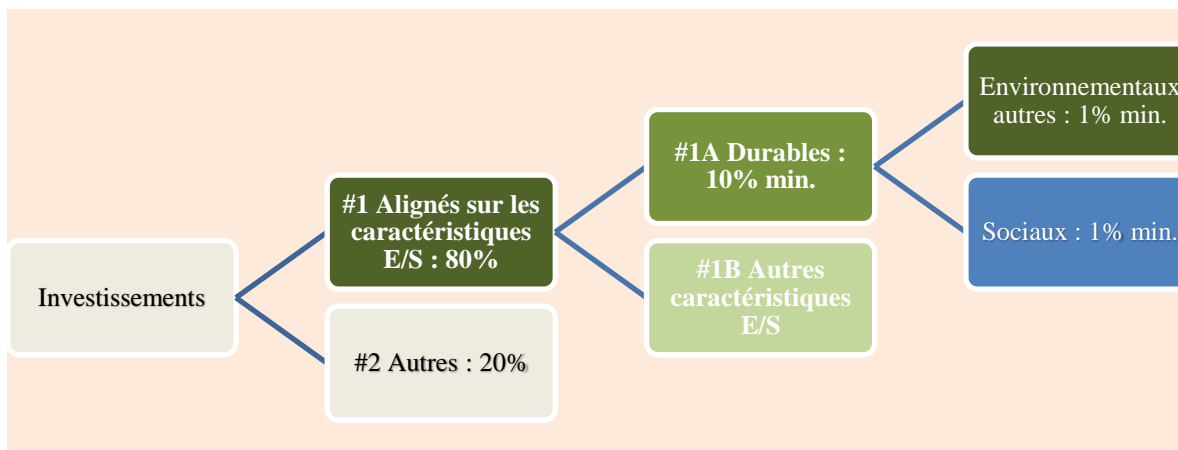 Investissements
#1 Alignés sur les
caractéristiques
E/S : 80%
#2 Autres : 20%
#1A Durables :
10% min.
#1B Autres
caractéristiques
E/S
Environnementaux
autres : 1% min.
Sociaux : 1% min.